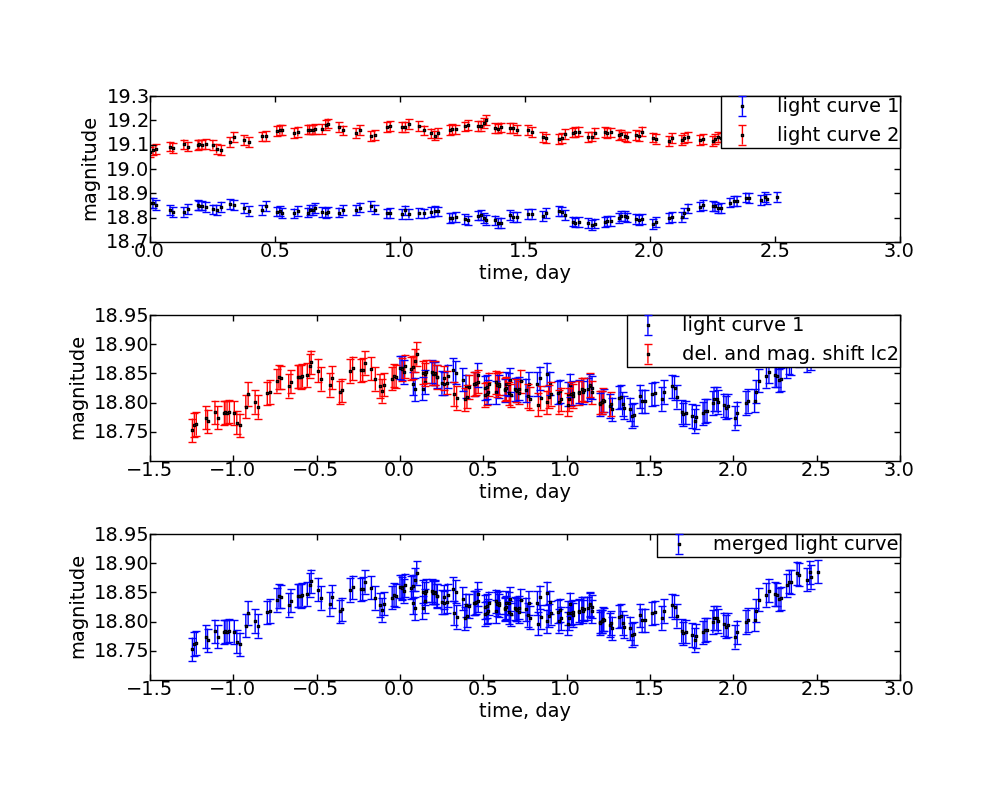 19.3
19.2
19.1
19.0
18.9
18.8
18.7
magnitude
light curve 1
light curve 2
0.0 0.5 1.0 1.5 2.0 2.5 3.0
time, day
18.95
18.90
18.85
18.80
18.75
magnitude
light curve 1
del. and mag. shift lc2
−1.5 −1.0 −0.5 0.0 0.5 1.0 1.5 2.0 2.5 3.0
time, day
18.95
18.90
18.85
18.80
18.75
magnitude
merged light curve
−1.5 −1.0 −0.5 0.0 0.5 1.0 1.5 2.0 2.5 3.0
time, day